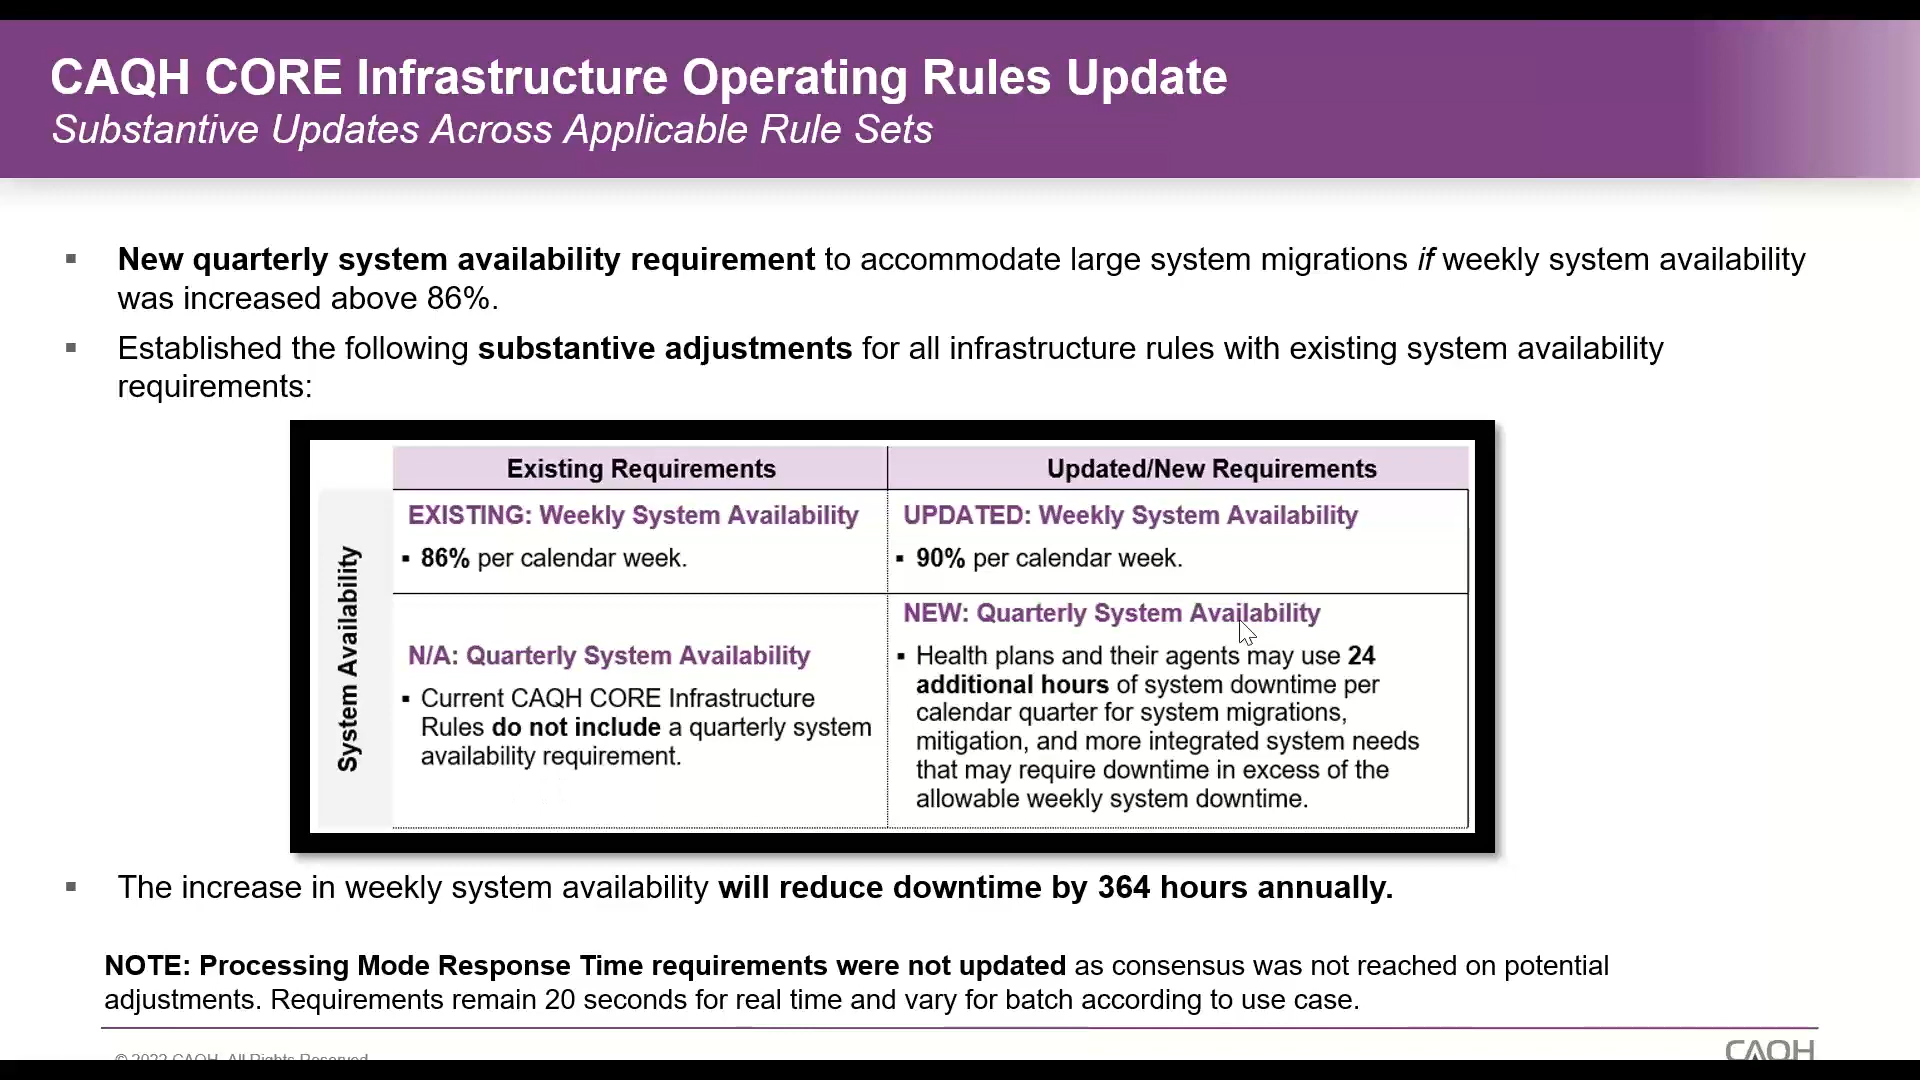 CAQH CORE Infrastructure Operating Rules Update
Substantive Updates Across Applicable Rule Sets
▪ New quarterly system availability requirement to accommodate large system migrations if weekly system availability
was increased above 86%.
▪ Established the following substantive adjustments for all infrastructure rules with existing system availability
requirements:
System Availability
Existing Requirements
Updated/New Requirements
EXISTING: Weekly System Availability
▪ 86% per calendar week.
UPDATED: Weekly System Availability
▪ 90% per calendar week.
N/A: Quarterly System Availability
▪ Current CAQH CORE Infrastructure
Rules do not include a quarterly system
availability requirement.
NEW: Quarterly System Availability
▪ Health plans and their agents may use 24
additional hours of system downtime per
calendar quarter for system migrations,
mitigation, and more integrated system needs
that may require downtime in excess of the
allowable weekly system downtime.
▪ The increase in weekly system availability will reduce downtime by 364 hours annually.
NOTE: Processing Mode Response Time requirements were not updated as consensus was not reached on potential
adjustments. Requirements remain 20 seconds for real time and vary for batch according to use case.
© 2022 CAQH, All Rights Reserved.
CAQH